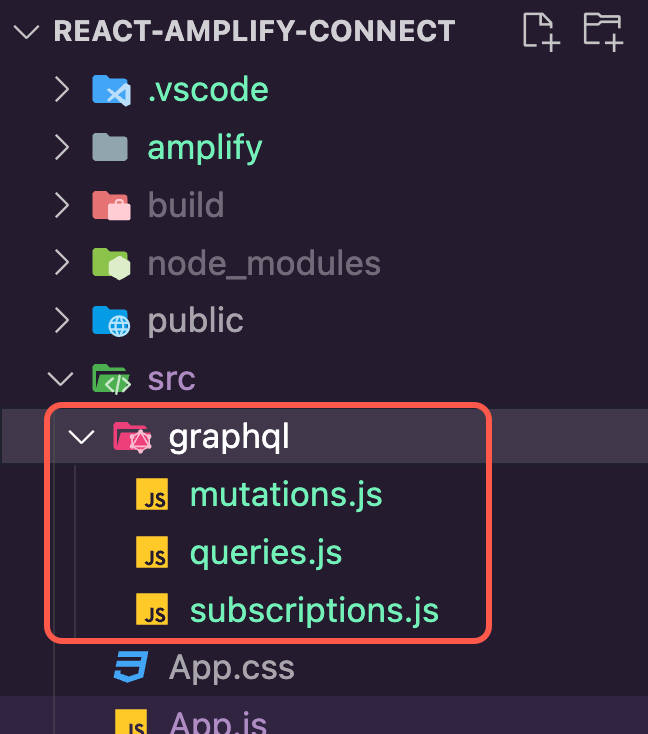 REACT-AMPLIFY-CONNECT
.vscode
amplify
build
node_modules
public
src
graphql
JS mutations.js
JS queries.js
JS subscriptions.js
App.css
JS App.js